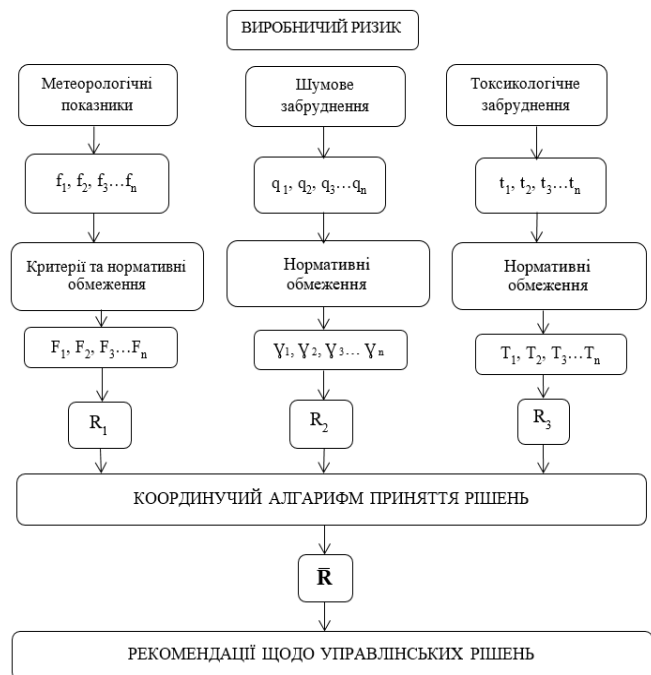 ВИРОБНИЧИЙ РИЗИК
Метеорологічні
показники
Шумове
забруднення
Токсикологічне
забруднення
f₁, f₂, f₃…fₙ
q₁, q₂, q₃…qₙ
t₁, t₂, t₃…tₙ
Критерії та нормативні
обмеження
Нормативні
обмеження
Нормативні
обмеження
F₁, F₂, F₃…Fₙ
Ɣ₁, Ɣ₂, Ɣ₃… Ɣₙ
T₁, T₂, T₃…Tₙ
R₁
R₂
R₃
КООРДИНУЧИЙ АЛГАРИФМ ПРИНЯТТЯ РІШЕНЬ
R̅
РЕКОМЕНДАЦІЇ ЩОДО УПРАВЛІНСЬКИХ РІШЕНЬ